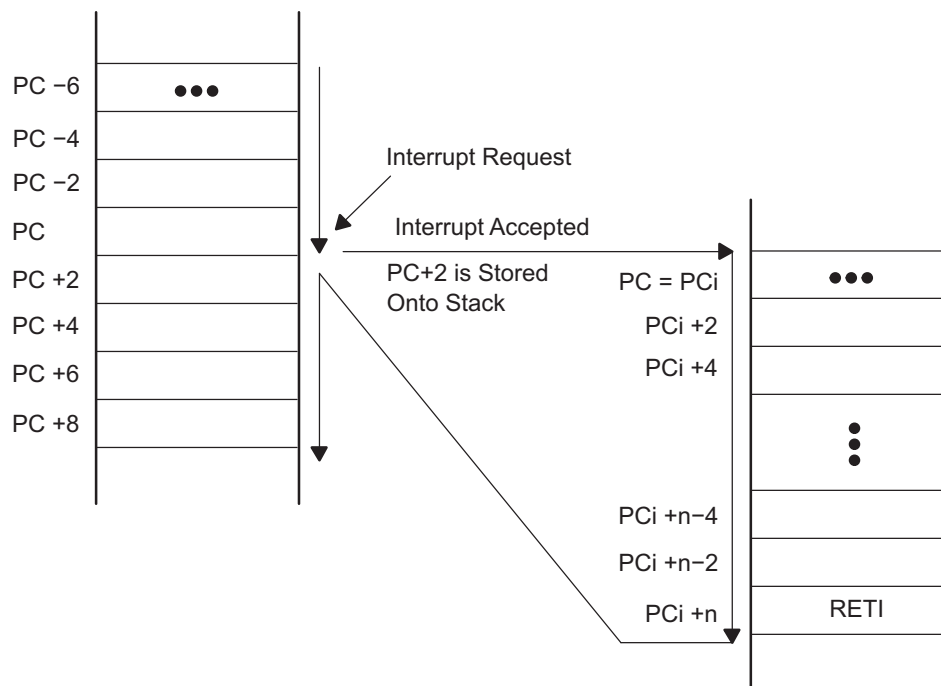 PC −6
PC −4
PC −2
PC
PC +2
PC +4
PC +6
PC +8
Interrupt Request
Interrupt Accepted
PC+2 is Stored
Onto Stack
PC = PCi
PCi +2
PCi +4
PCi +n−4
PCi +n−2
PCi +n
RETI